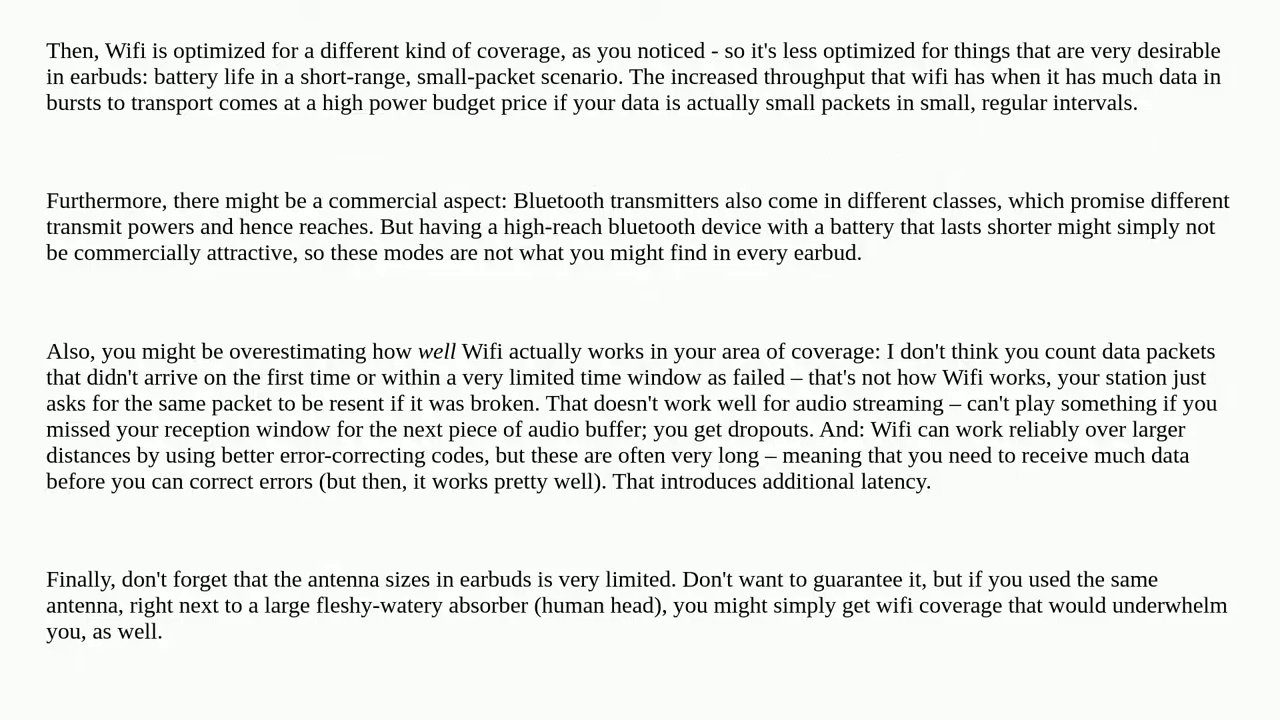 Then, Wifi is optimized for a different kind of coverage, as you noticed - so it's less optimized for things that are very desirable
in earbuds: battery life in a short-range, small-packet scenario. The increased throughput that wifi has when it has much data in
bursts to transport comes at a high power budget price if your data is actually small packets in small, regular intervals.
Furthermore, there might be a commercial aspect: Bluetooth transmitters also come in different classes, which promise different
transmit powers and hence reaches. But having a high-reach bluetooth device with a battery that lasts shorter might simply not
be commercially attractive, so these modes are not what you might find in every earbud.
Also, you might be overestimating how well Wifi actually works in your area of coverage: I don't think you count data packets
that didn't arrive on the first time or within a very limited time window as failed – that's not how Wifi works, your station just
asks for the same packet to be resent if it was broken. That doesn't work well for audio streaming – can't play something if you
missed your reception window for the next piece of audio buffer; you get dropouts. And: Wifi can work reliably over larger
distances by using better error-correcting codes, but these are often very long – meaning that you need to receive much data
before you can correct errors (but then, it works pretty well). That introduces additional latency.
Finally, don't forget that the antenna sizes in earbuds is very limited. Don't want to guarantee it, but if you used the same
antenna, right next to a large fleshy-watery absorber (human head), you might simply get wifi coverage that would underwhelm
you, as well.